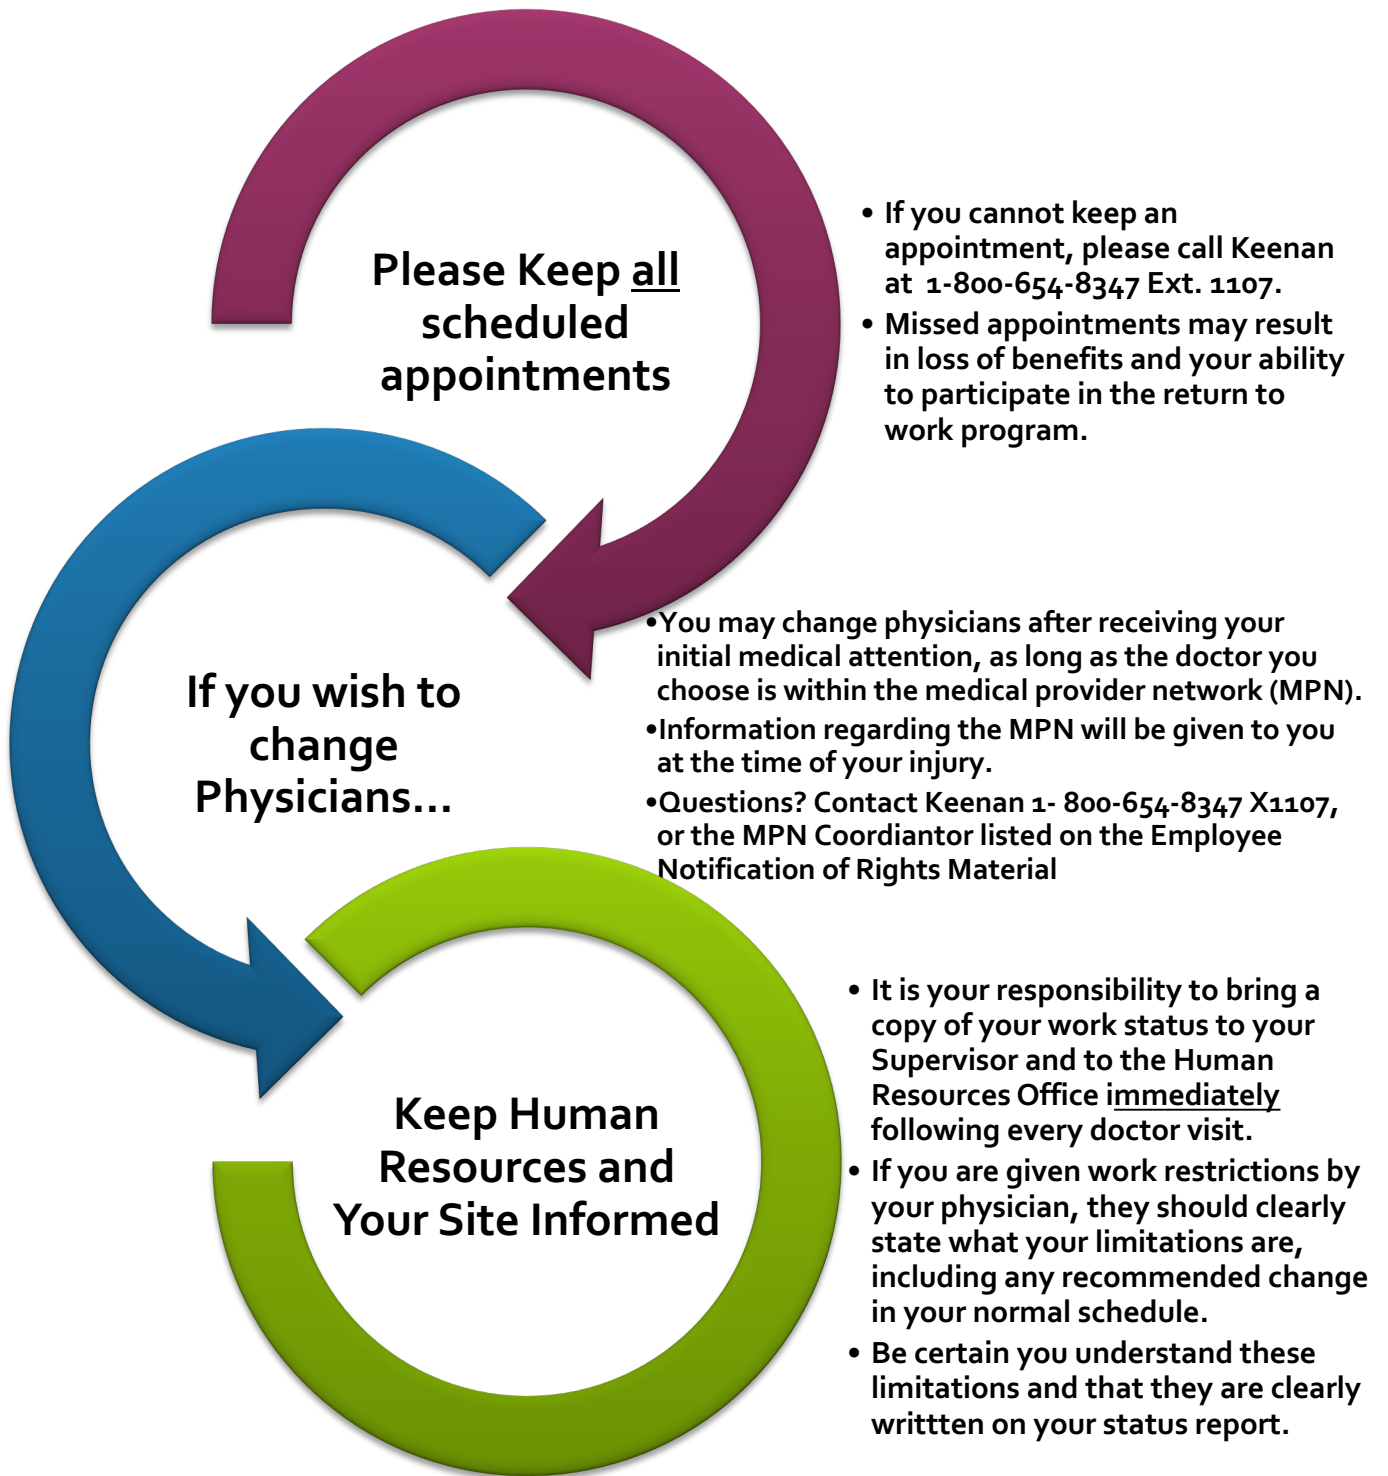 Please Keep all
scheduled
appointments
• If you cannot keep an
appointment, please call Keenan
at 1-800-654-8347 Ext. 1107.
• Missed appointments may result
in loss of benefits and your ability
to participate in the return to
work program.
If you wish to
change
Physicians...
•You may change physicians after receiving your
initial medical attention, as long as the doctor you
choose is within the medical provider network (MPN).
•Information regarding the MPN will be given to you
at the time of your injury.
•Questions? Contact Keenan 1- 800-654-8347 X1107,
or the MPN Coordiantor listed on the Employee
Notification of Rights Material
Keep Human
Resources and
Your Site Informed
• It is your responsibility to bring a
copy of your work status to your
Supervisor and to the Human
Resources Office immediately
following every doctor visit.
• If you are given work restrictions by
your physician, they should clearly
state what your limitations are,
including any recommended change
in your normal schedule.
• Be certain you understand these
limitations and that they are clearly
writtten on your status report.